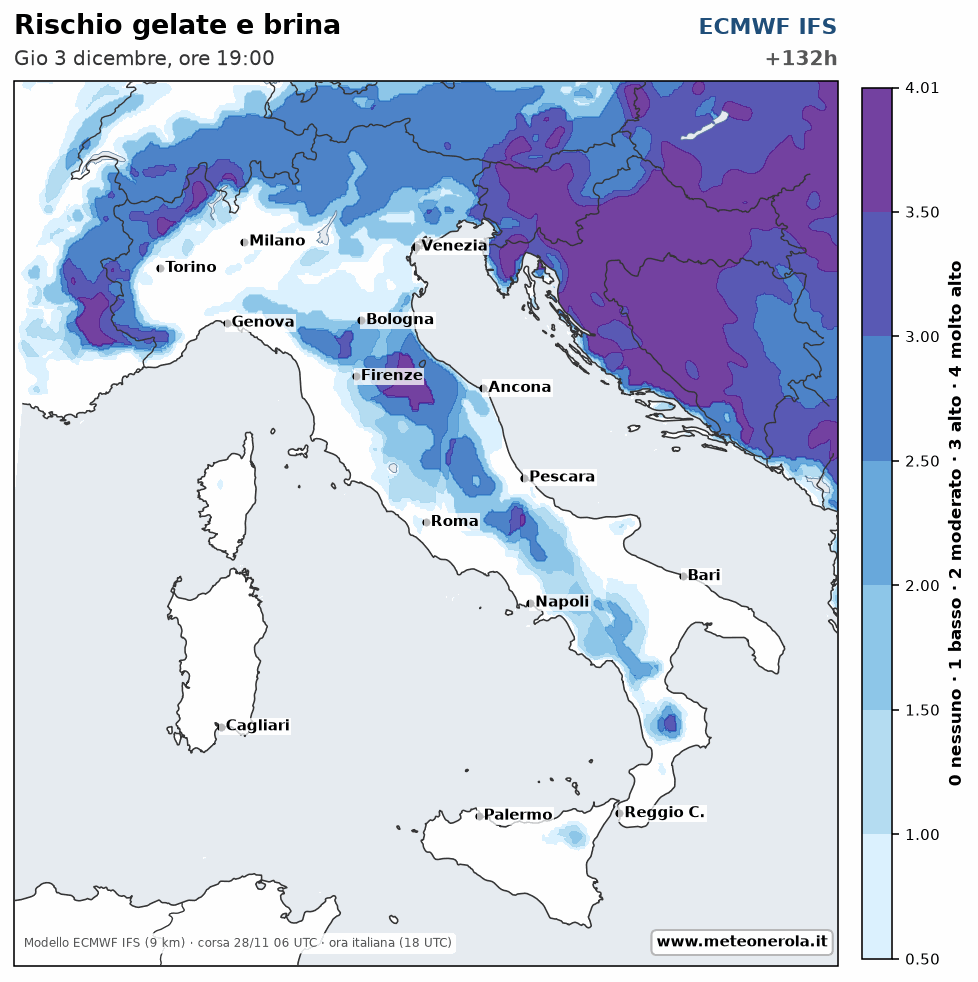 Rischio gelate e brina
ECMWF IFS
Gio 3 dicembre, ore 19:00
+132h
4.01
3.50
3.00
2.50
2.00
1.50
1.00
0.50
0 nessuno · 1 basso · 2 moderato · 3 alto · 4 molto alto
Milano
Venezia
Torino
Genova
Bologna
Firenze
Ancona
Pescara
Roma
Bari
Napoli
Cagliari
Palermo
Reggio C.
Modello ECMWF IFS (9 km) · corsa 28/11 06 UTC · ora italiana (18 UTC)
www.meteonerola.it